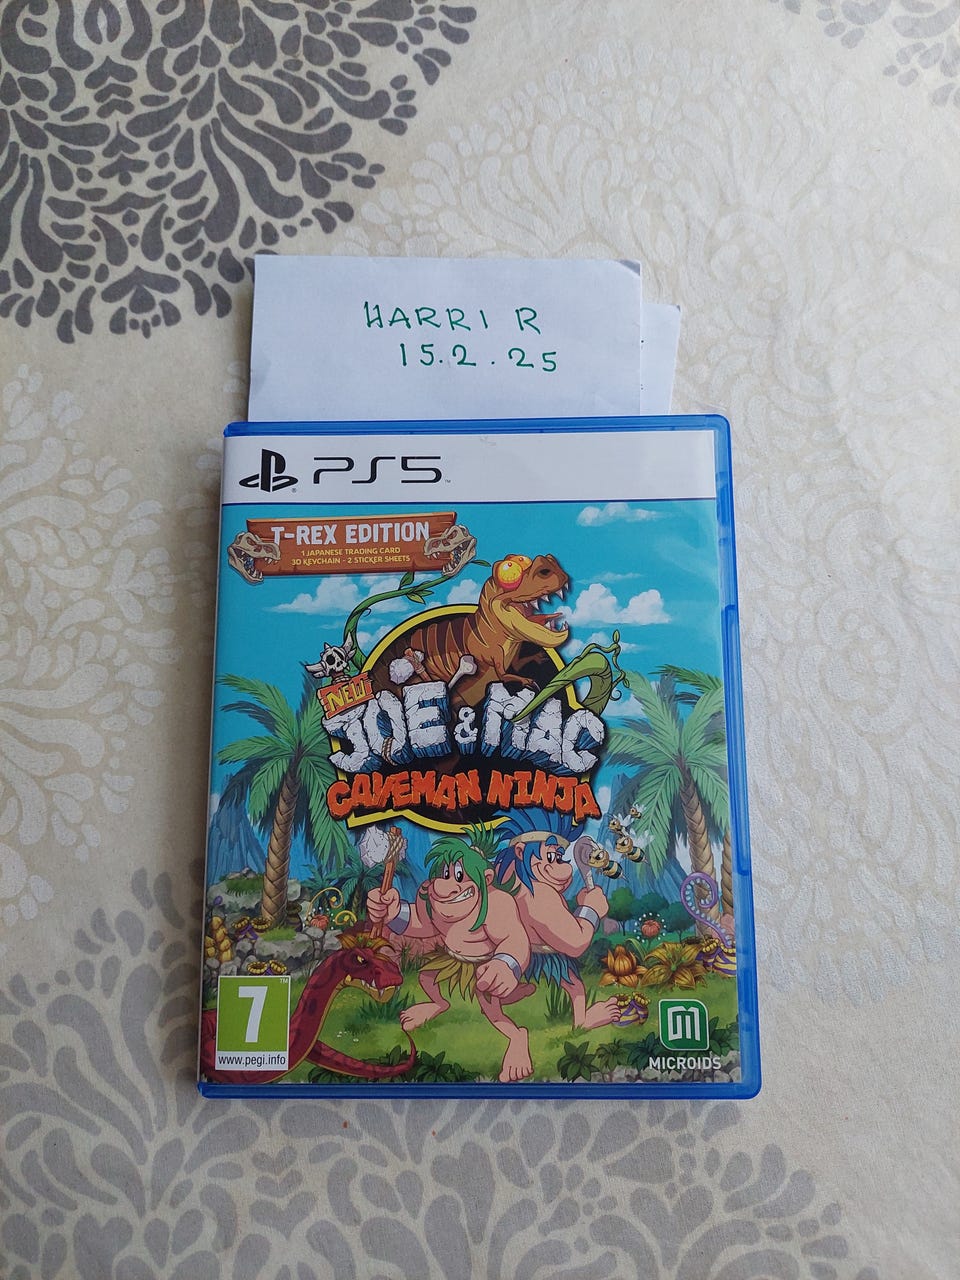 HARRI R
15.2.25
PS5
T-REX EDITION
1 JAPANESE TRADING CARD
3D KEYCHAIN - 2 STICKER SHEETS
NEW
JOE & MAC
CAVEMAN NINJA
7
www.pegi.info
MICROIDS